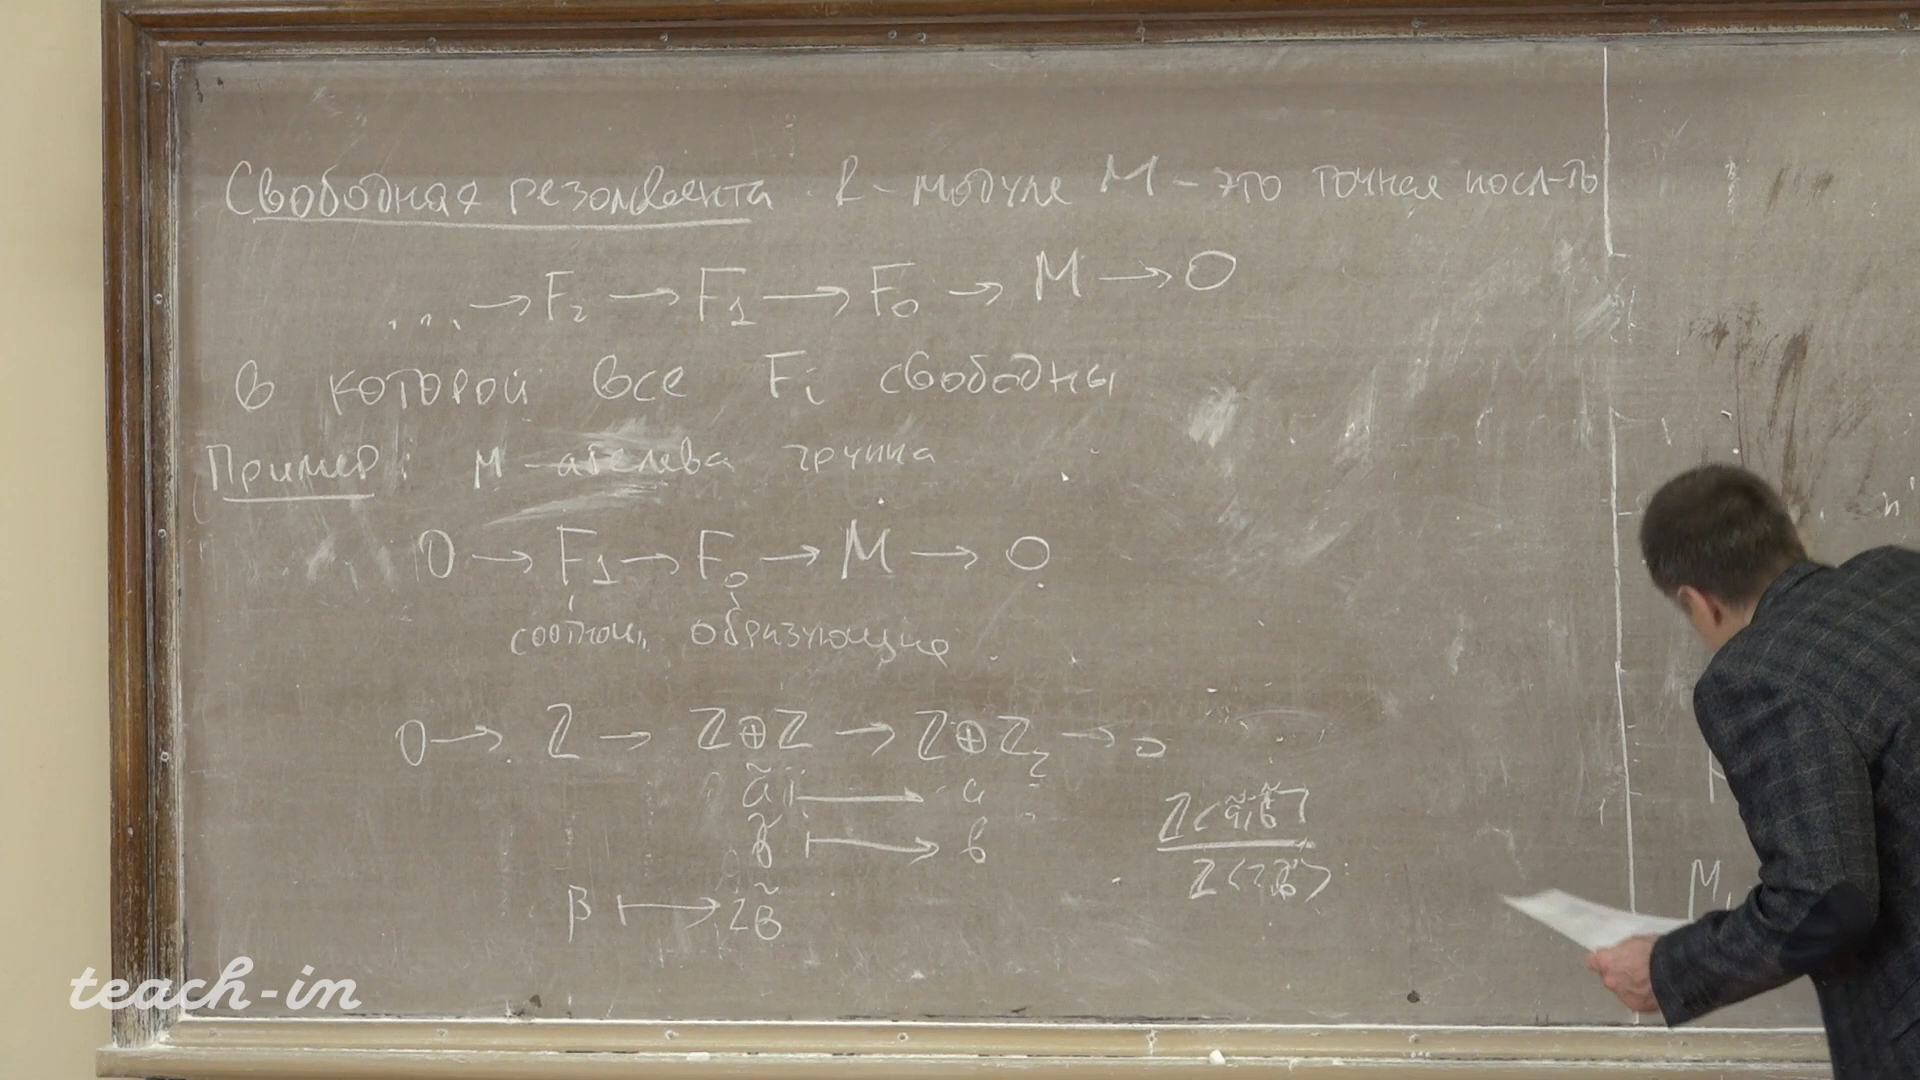 Свободная резольвента R-модуля M - это точная посл-ть
... → F₂ → F₁ → F₀ → M → 0
в которой все Fᵢ свободны
Пример: M - абелева группа
0 → F₁ → F₀ → M → 0
соотнош. образующие
0 → ℤ → ℤ⊕ℤ → ℤ⊕ℤ₂ → 0
ã ↦ a
b̃ ↦ b
β ↦ 2b̃
ℤ<ã,b̃>
ℤ<2b̃>
M,
teach-in